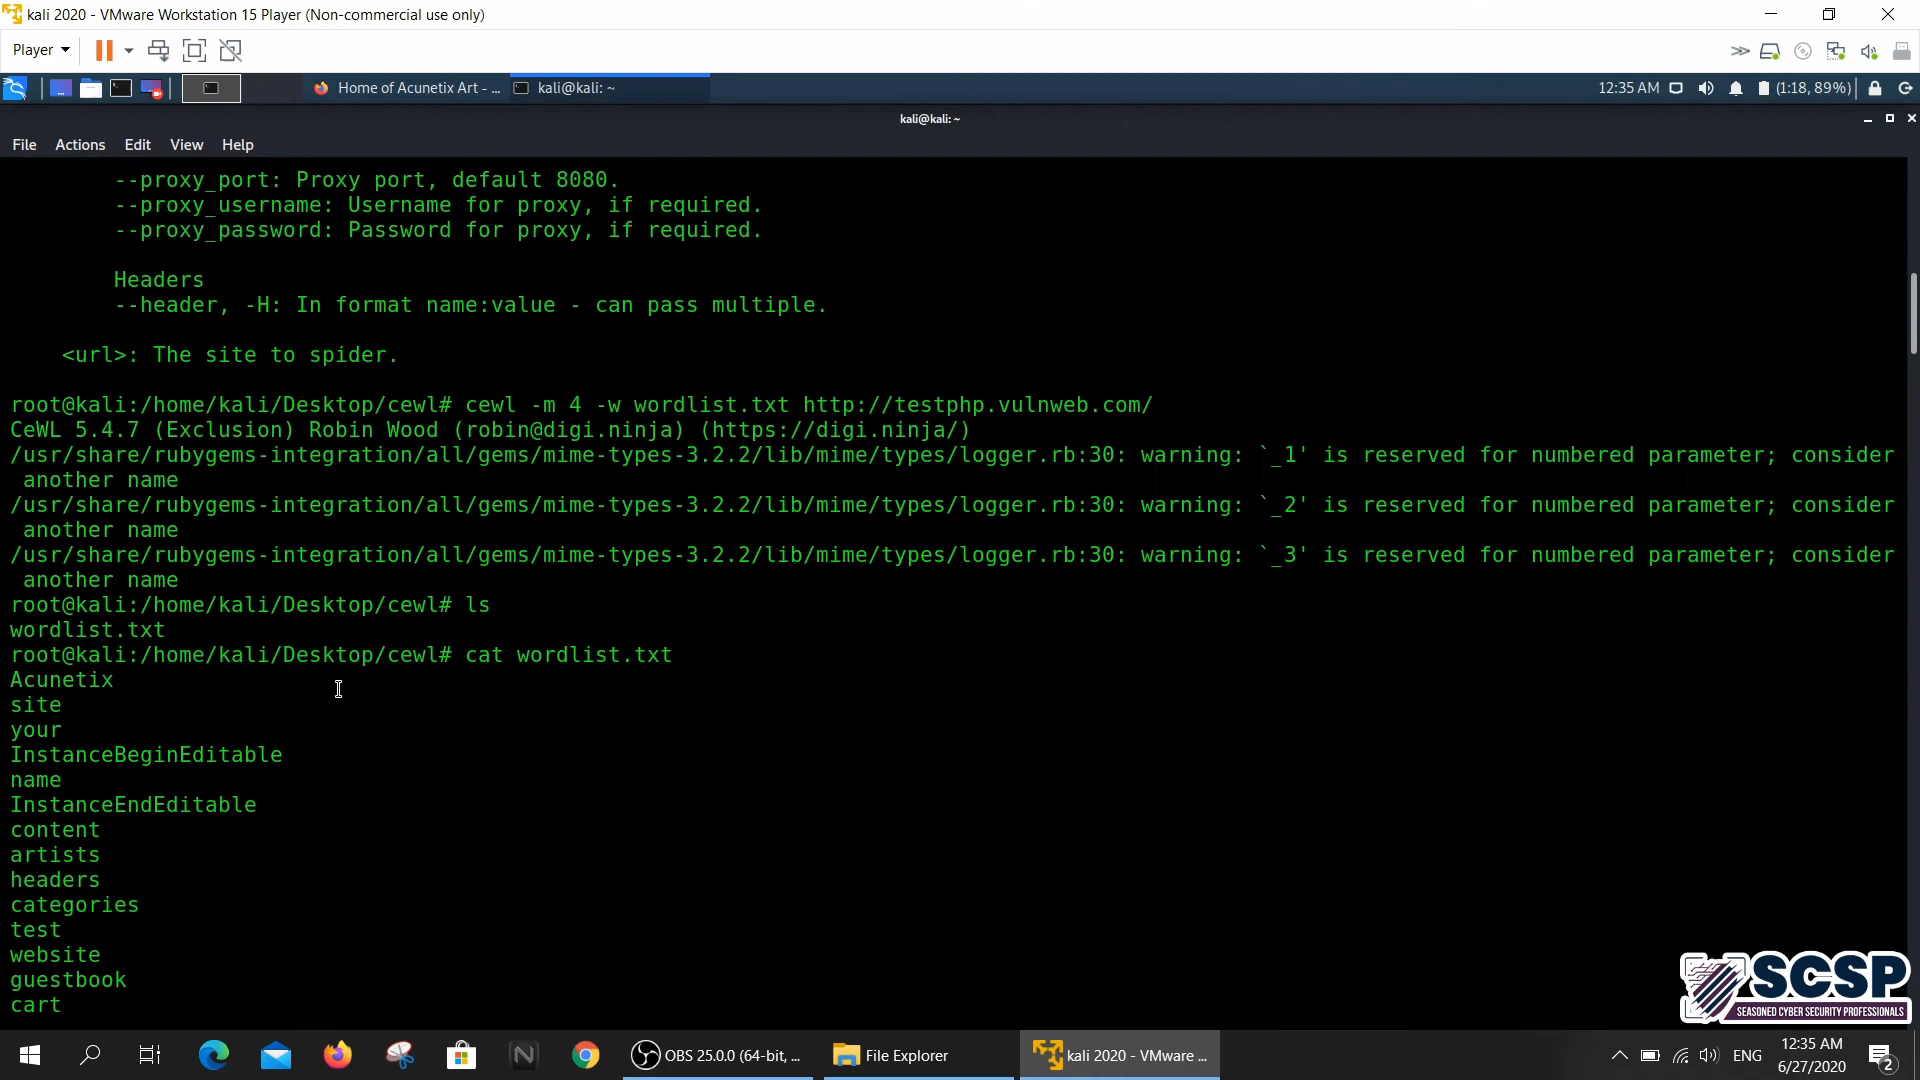 kali 2020 - VMware Workstation 15 Player (Non-commercial use only)
Player
Home of Acunetix Art - ...
kali@kali: ~
12:35 AM
(1:18, 89%)
kali@kali: ~
File Actions Edit View Help
--proxy_port: Proxy port, default 8080.
--proxy_username: Username for proxy, if required.
--proxy_password: Password for proxy, if required.
Headers
--header, -H: In format name:value - can pass multiple.
<url>: The site to spider.
root@kali:/home/kali/Desktop/cewl# cewl -m 4 -w wordlist.txt http://testphp.vulnweb.com/
CeWL 5.4.7 (Exclusion) Robin Wood (robin@digi.ninja) (https://digi.ninja/)
/usr/share/rubygems-integration/all/gems/mime-types-3.2.2/lib/mime/types/logger.rb:30: warning: `_1' is reserved for numbered parameter; consider
another name
/usr/share/rubygems-integration/all/gems/mime-types-3.2.2/lib/mime/types/logger.rb:30: warning: `_2' is reserved for numbered parameter; consider
another name
/usr/share/rubygems-integration/all/gems/mime-types-3.2.2/lib/mime/types/logger.rb:30: warning: `_3' is reserved for numbered parameter; consider
another name
root@kali:/home/kali/Desktop/cewl# ls
wordlist.txt
root@kali:/home/kali/Desktop/cewl# cat wordlist.txt
Acunetix
site
your
InstanceBeginEditable
name
InstanceEndEditable
content
artists
headers
categories
test
website
guestbook
cart
SCSP
SEASONED CYBER SECURITY PROFESSIONALS
OBS 25.0.0 (64-bit, ...
File Explorer
kali 2020 - VMware ...
ENG
12:35 AM
6/27/2020
2